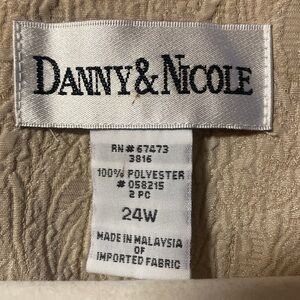 DANNY & NICOLE
RN # 67473
3816
100% POLYESTER
# 058215
2 PC
24W
MADE IN MALAYSIA
OF
IMPORTED FABRIC